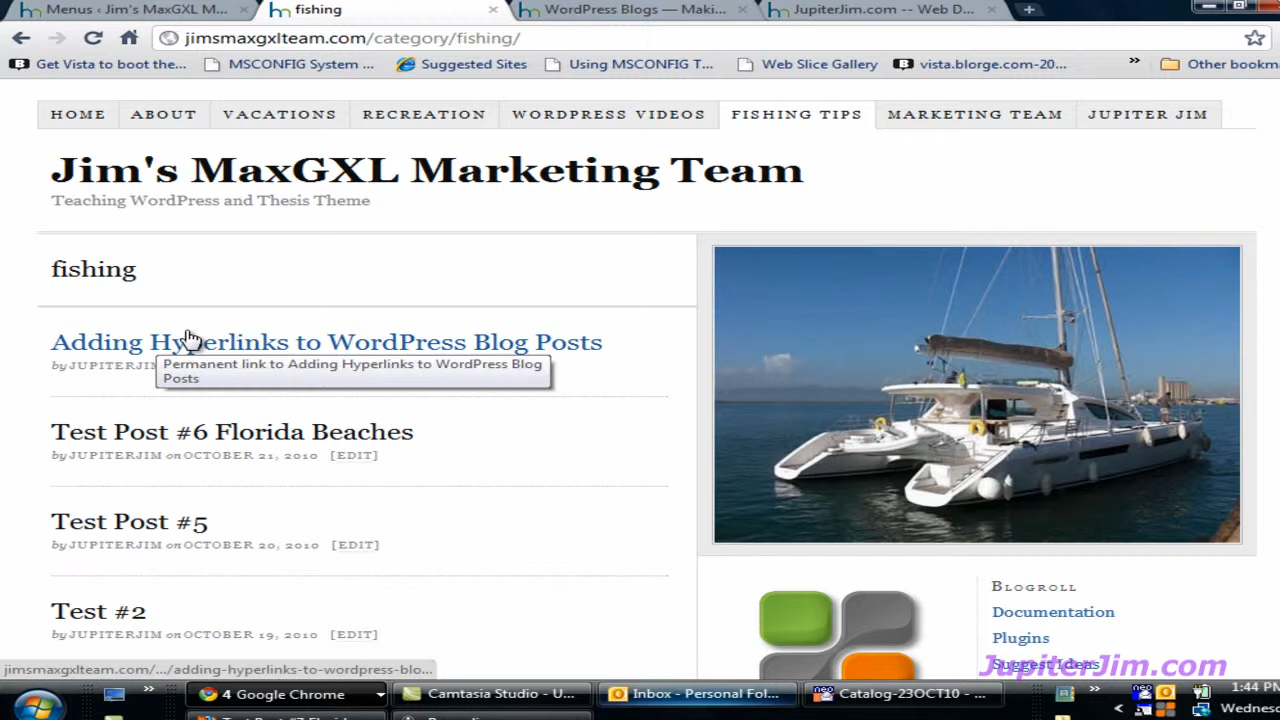 Menus ‹ Jim's MaxGXL M...
fishing
WordPress Blogs — Maki...
JupiterJim.com -- Web D...
jimsmaxgxlteam.com/category/fishing/
Get Vista to boot the...
MSCONFIG System ...
Suggested Sites
Using MSCONFIG T...
Web Slice Gallery
vista.blorge.com-20...
Other bookm
HOME
ABOUT
VACATIONS
RECREATION
WORDPRESS VIDEOS
FISHING TIPS
MARKETING TEAM
JUPITER JIM
Jim's MaxGXL Marketing Team
Teaching WordPress and Thesis Theme
fishing
Adding Hyperlinks to WordPress Blog Posts
by JUPITERJIM
Permanent link to Adding Hyperlinks to WordPress Blog
Posts
Test Post #6 Florida Beaches
by JUPITERJIM on OCTOBER 21, 2010 [EDIT]
Test Post #5
by JUPITERJIM on OCTOBER 20, 2010 [EDIT]
Test #2
by JUPITERJIM on OCTOBER 19, 2010 [EDIT]
BLOGROLL
Documentation
Plugins
Suggest Ideas
JupiterJim.com
jimsmaxgxlteam.com/.../adding-hyperlinks-to-wordpress-blo...
4 Google Chrome
Camtasia Studio - U...
Inbox - Personal Fol...
Catalog-23OCT10 - ...
1:44 PM
Wednes